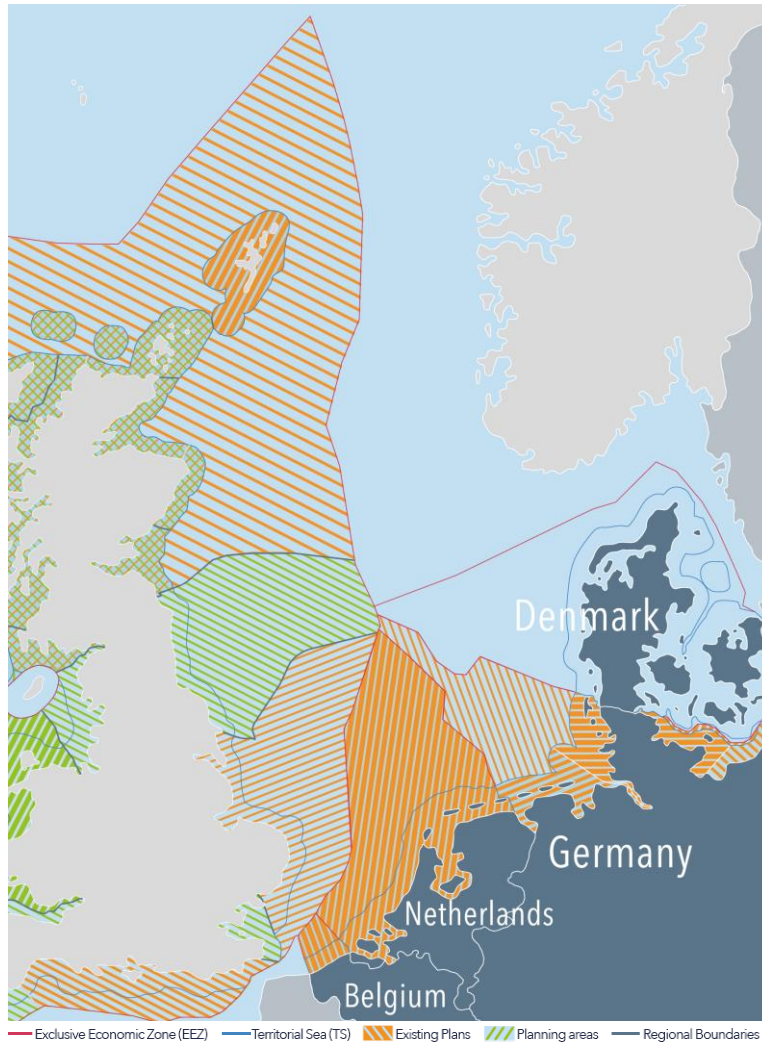 Denmark
Germany
Netherlands
Belgium
Exclusive Economic Zone (EEZ) Territorial Sea (TS) Existing Plans Planning areas Regional Boundaries